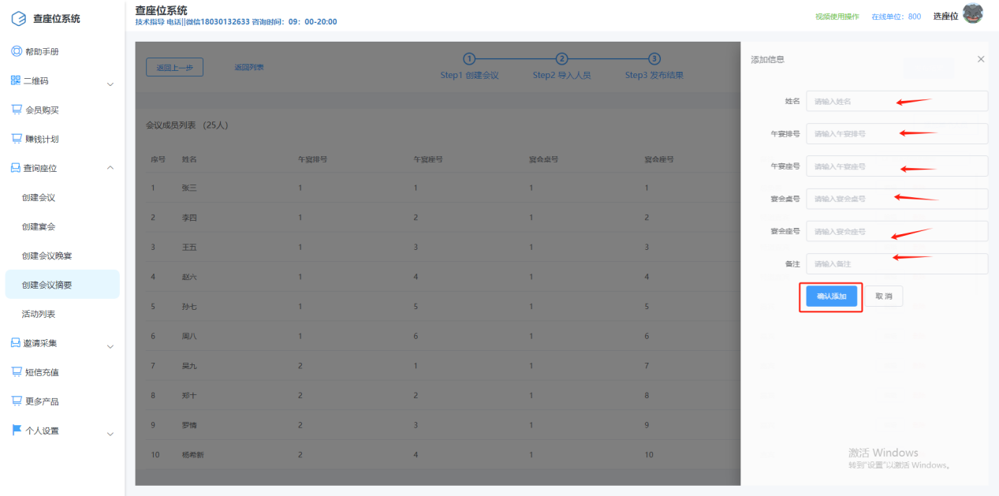 查座位系统
帮助手册
二维码
会员购买
赚钱计划
查询座位
创建会议
创建宴会
创建会议晚宴
创建会议摘要
活动列表
邀请采集
短信充值
更多产品
个人设置
查座位系统
技术指导 电话||微信18030132633 咨询时间：09：00-20:00
视频使用操作 在线单位：800 选座位
返回上一步 返回列表
1 2 3
Step1 创建会议 Step2 导入人员 Step3 发布结果
会议成员列表 （25人）
序号 姓名 午宴排号 午宴座号 宴会桌号 宴会座号
1 张三 1 1 1 1
2 李四 1 2 1 2
3 王五 1 3 1 3
4 赵六 1 4 1 4
5 孙七 1 5 1 5
6 周八 1 6 1 6
7 吴九 2 1 1 7
8 郑十 2 2 1 8
9 罗情 2 3 1 9
10 杨希新 2 4 1 10
添加信息
姓名 请输入姓名
午宴排号 请输入午宴排号
午宴座号 请输入午宴座号
宴会桌号 请输入宴会桌号
宴会座号 请输入宴会座号
备注 请输入备注
确认添加 取 消
激活 Windows
转到"设置"以激活 Windows。